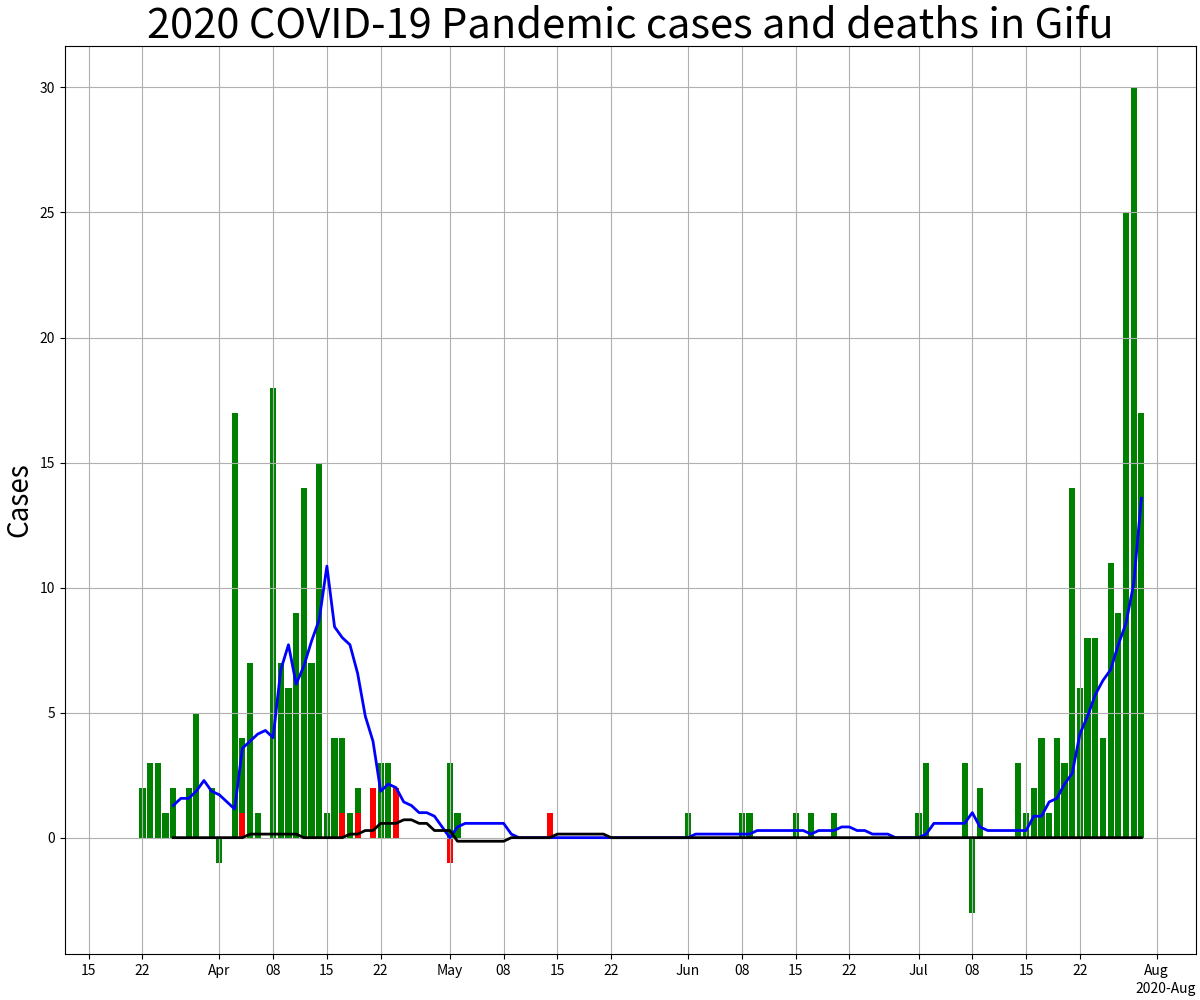 2020 COVID-19 Pandemic cases and deaths in Gifu
Cases
30
25
20
15
10
5
0
15 22 Apr 08 15 22 May 08 15 22 Jun 08 15 22 Jul 08 15 22 Aug
2020-Aug